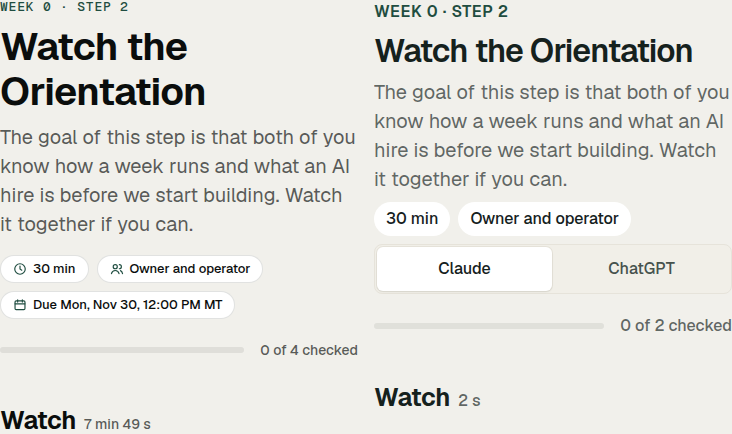 WEEK 0 · STEP 2
Watch the
Orientation
The goal of this step is that both of you
know how a week runs and what an AI
hire is before we start building. Watch
it together if you can.
30 min
Owner and operator
Due Mon, Nov 30, 12:00 PM MT
0 of 4 checked
Watch 7 min 49 s
WEEK 0 · STEP 2
Watch the Orientation
The goal of this step is that both of you
know how a week runs and what an AI
hire is before we start building. Watch
it together if you can.
30 min
Owner and operator
Claude
ChatGPT
0 of 2 checked
Watch 2 s